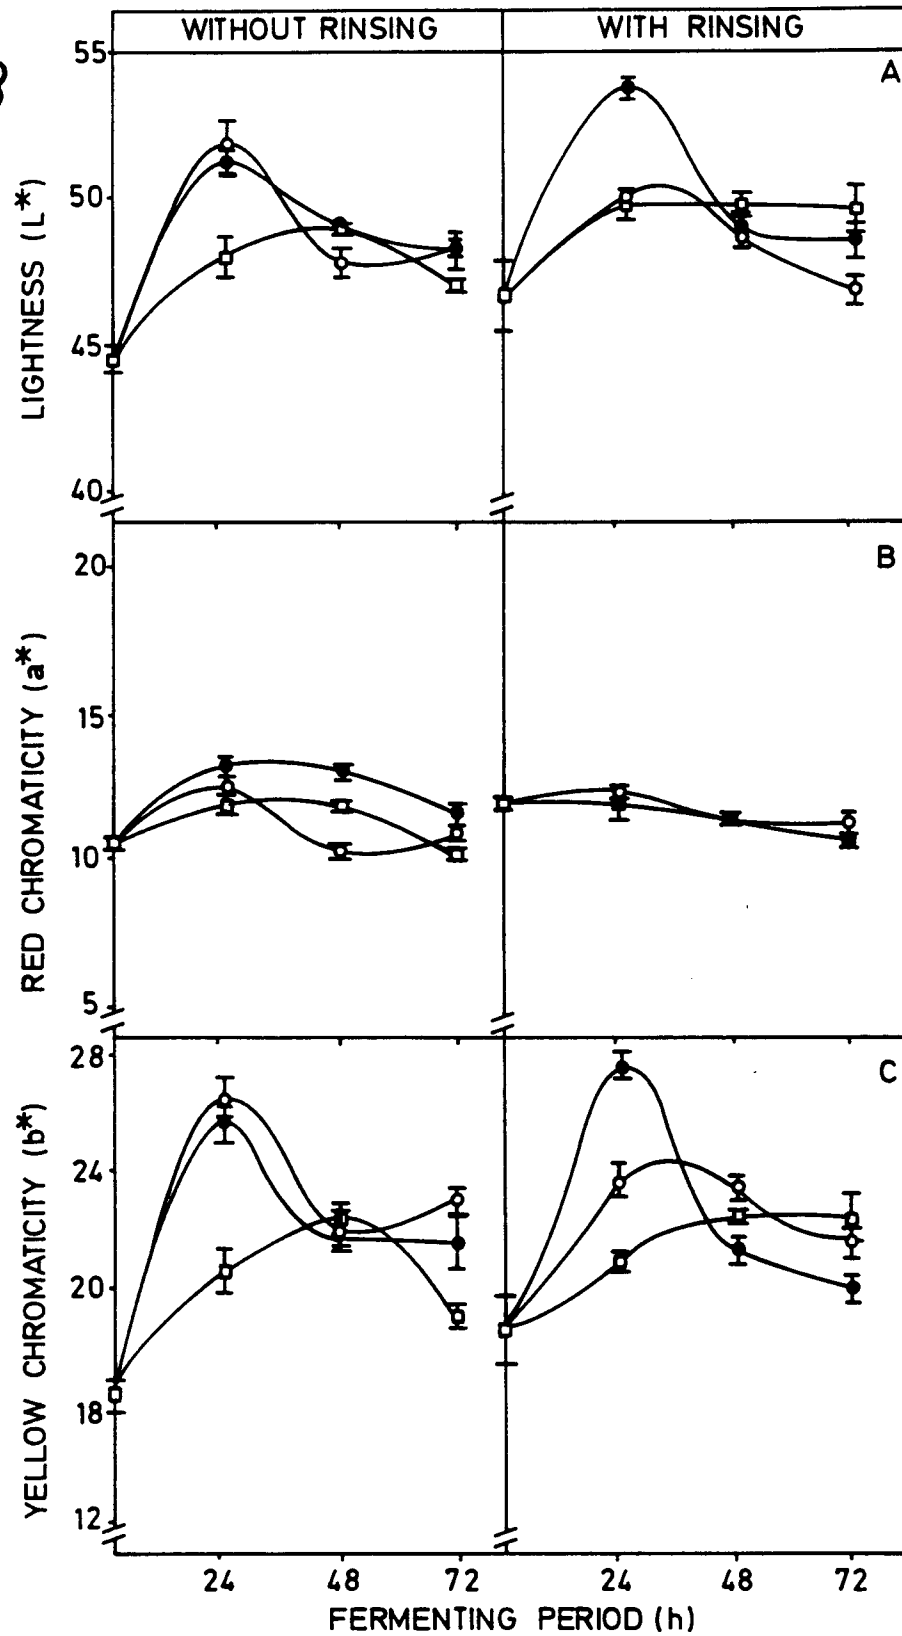 WITHOUT RINSING
WITH RINSING
55
50
45
40
LIGHTNESS (L*)
A
20
15
10
5
RED CHROMATICITY (a*)
B
28
24
20
18
12
YELLOW CHROMATICITY (b*)
C
24 48 72 24 48 72
FERMENTING PERIOD (h)